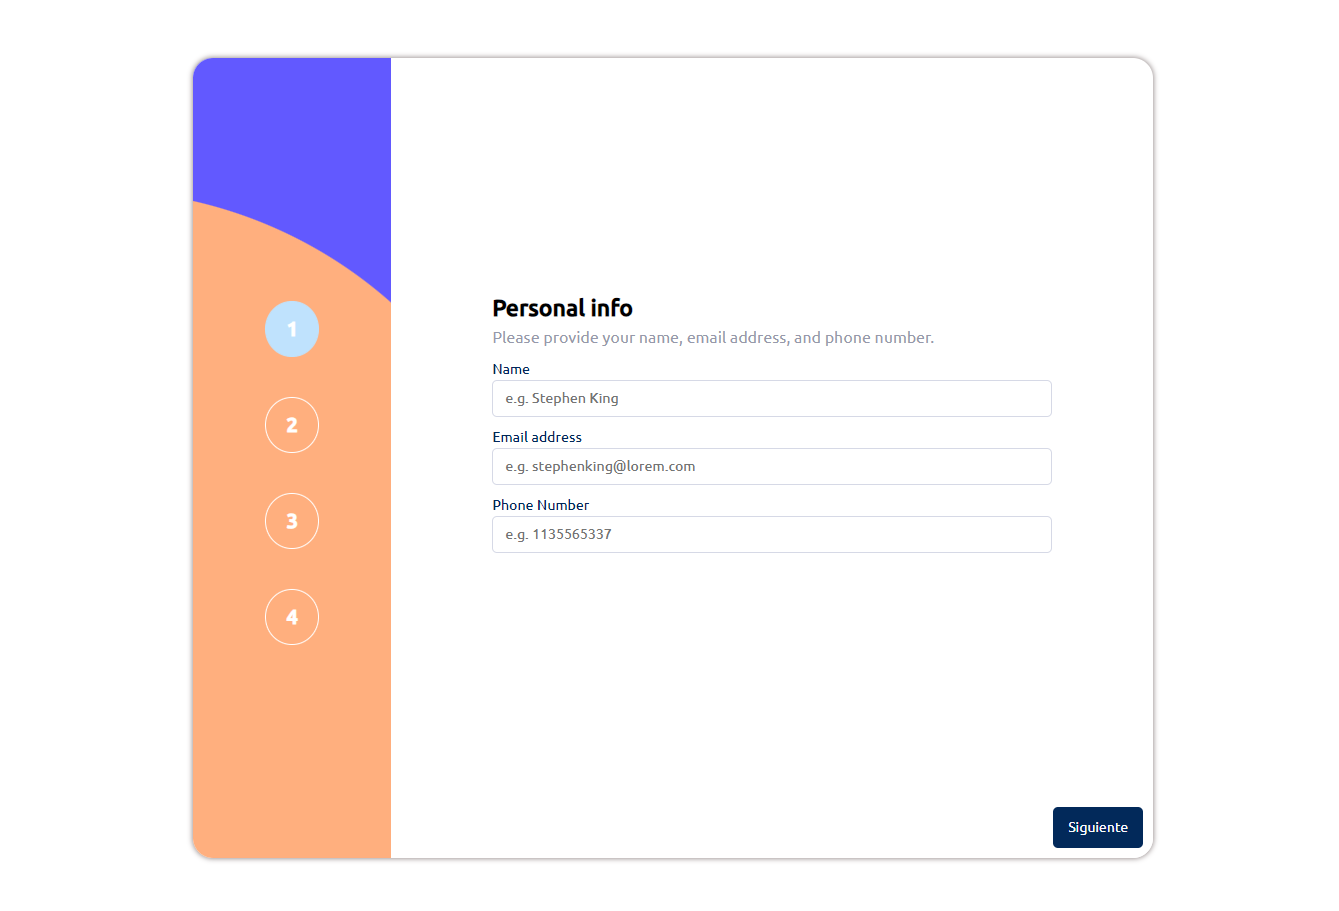 1
2
3
4
Personal info
Please provide your name, email address, and phone number.
Name
e.g. Stephen King
Email address
e.g. stephenking@lorem.com
Phone Number
e.g. 1135565337
Siguiente